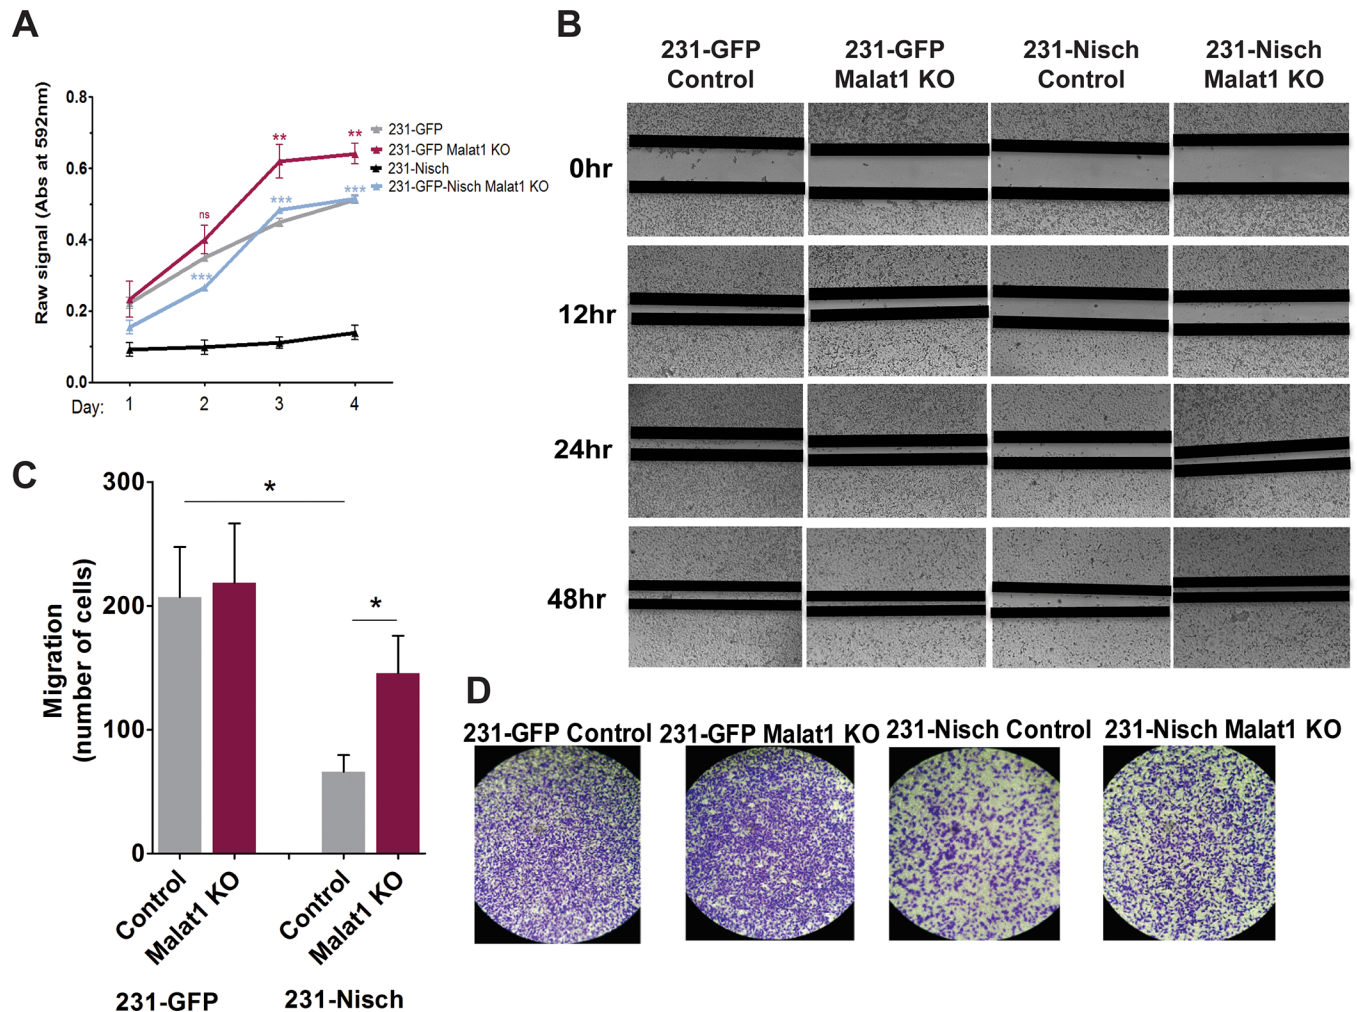 A
Raw signal (Abs at 592nm)
0.8
0.6
0.4
0.2
0.0
Day:
1
2
3
4
ns
**
**
***
***
***
231-GFP
231-GFP Malat1 KO
231-Nisch
231-GFP-Nisch Malat1 KO
B
231-GFP
Control
231-GFP
Malat1 KO
231-Nisch
Control
231-Nisch
Malat1 KO
0hr
12hr
24hr
48hr
C
Migration
(number of cells)
300
200
100
0
*
*
Control
Malat1 KO
Control
Malat1 KO
231-GFP
231-Nisch
D
231-GFP Control
231-GFP Malat1 KO
231-Nisch Control
231-Nisch Malat1 KO